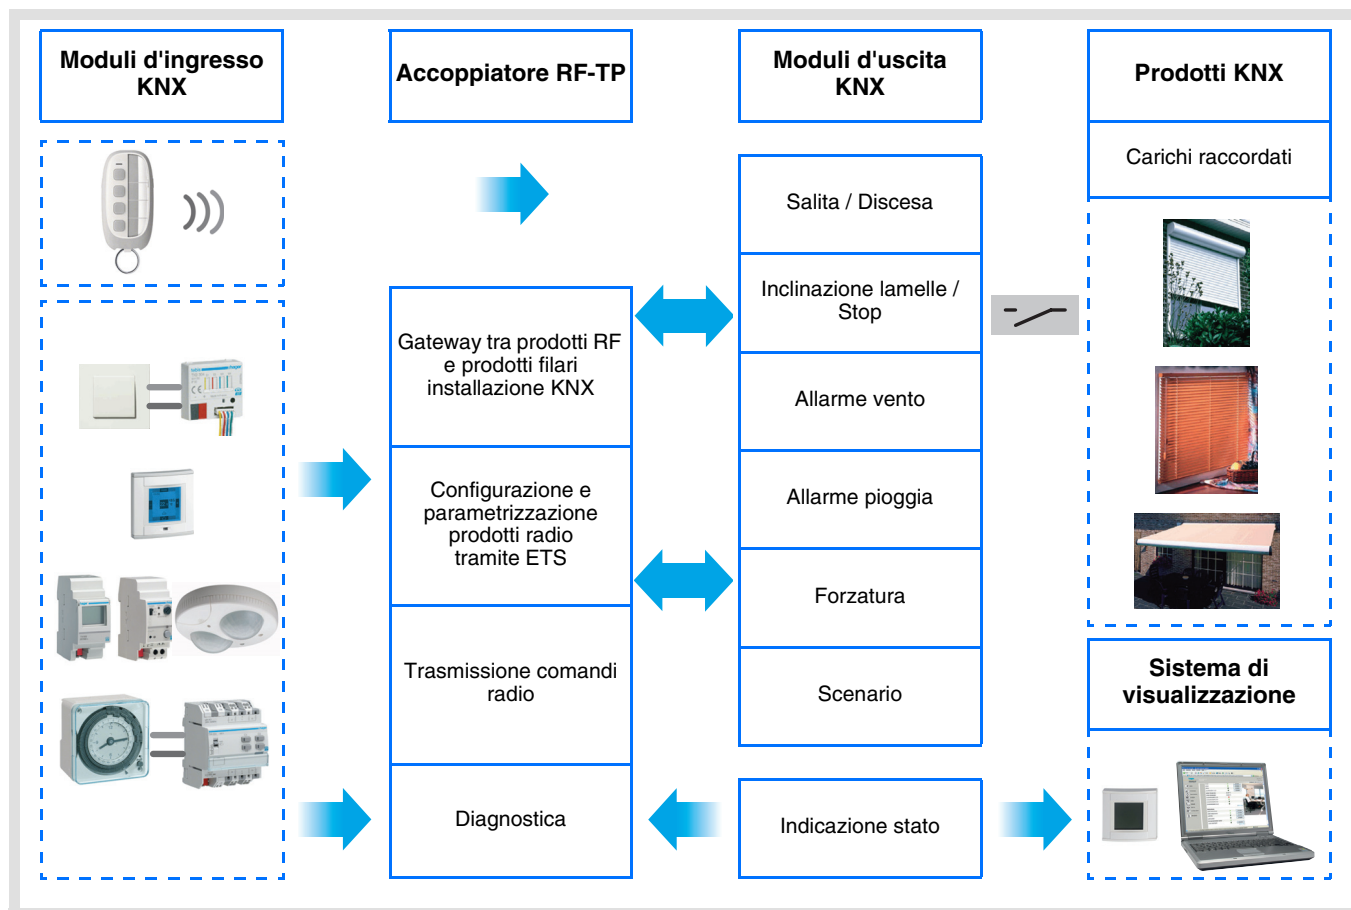 Moduli d'ingresso
KNX
Accoppiatore RF-TP
Moduli d'uscita
KNX
Prodotti KNX
Carichi raccordati
Salita / Discesa
Inclinazione lamelle /
Stop
Allarme vento
Allarme pioggia
Forzatura
Scenario
Gateway tra prodotti RF
e prodotti filari
installazione KNX
Configurazione e
parametrizzazione
prodotti radio
tramite ETS
Trasmissione comandi
radio
Diagnostica
Indicazione stato
Sistema di
visualizzazione